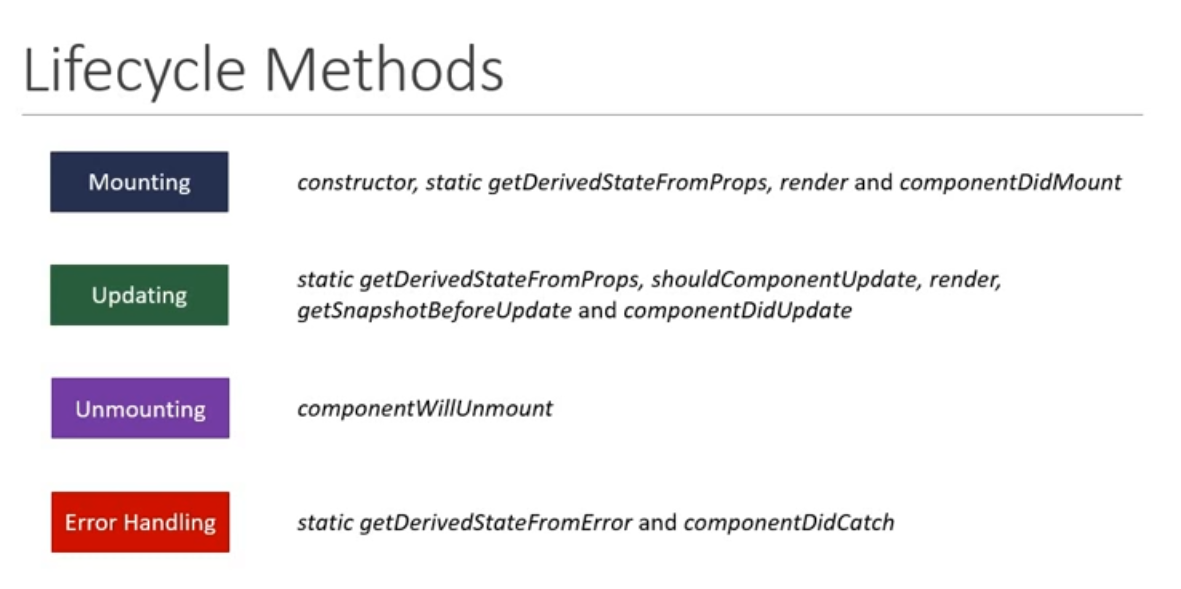 Lifecycle Methods
Mounting
constructor, static getDerivedStateFromProps, render and componentDidMount
Updating
static getDerivedStateFromProps, shouldComponentUpdate, render,
getSnapshotBeforeUpdate and componentDidUpdate
Unmounting
componentWillUnmount
Error Handling
static getDerivedStateFromError and componentDidCatch